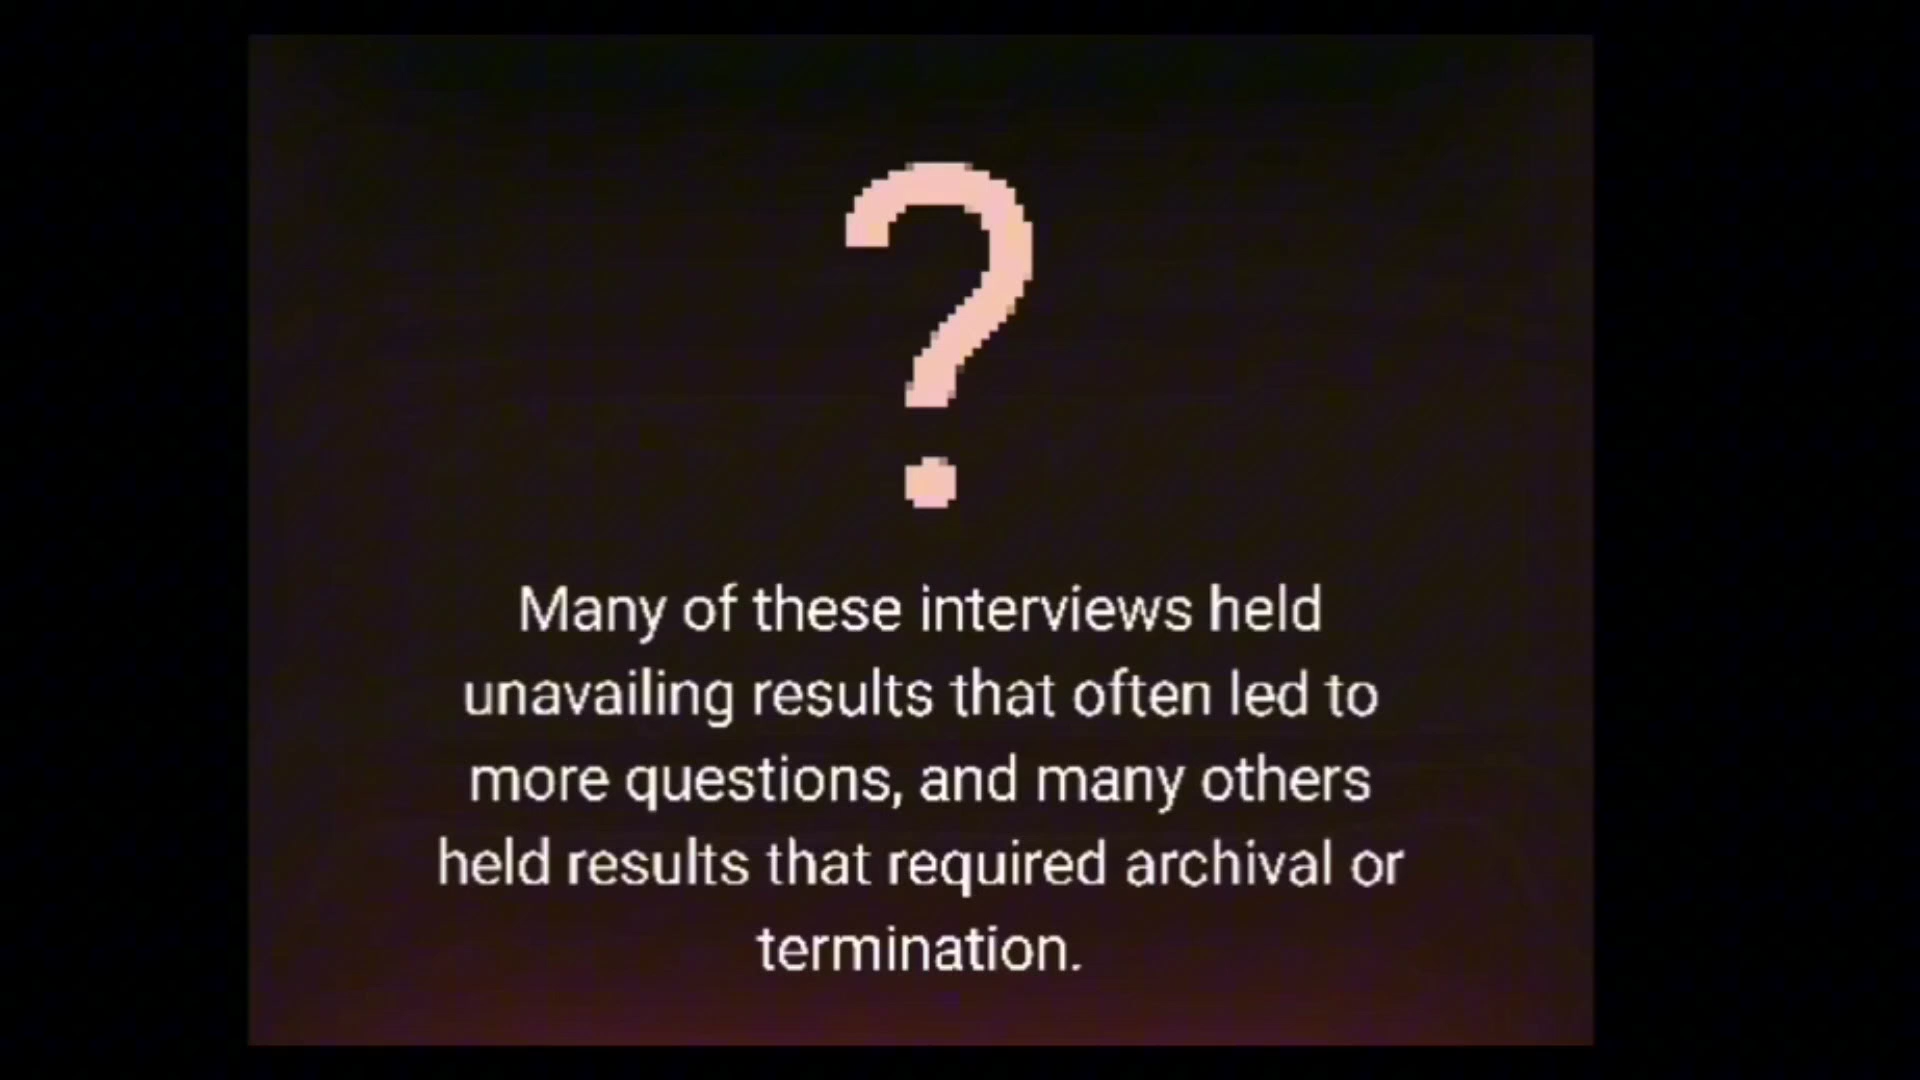 ?
Many of these interviews held
unavailing results that often led to
more questions, and many others
held results that required archival or
termination.